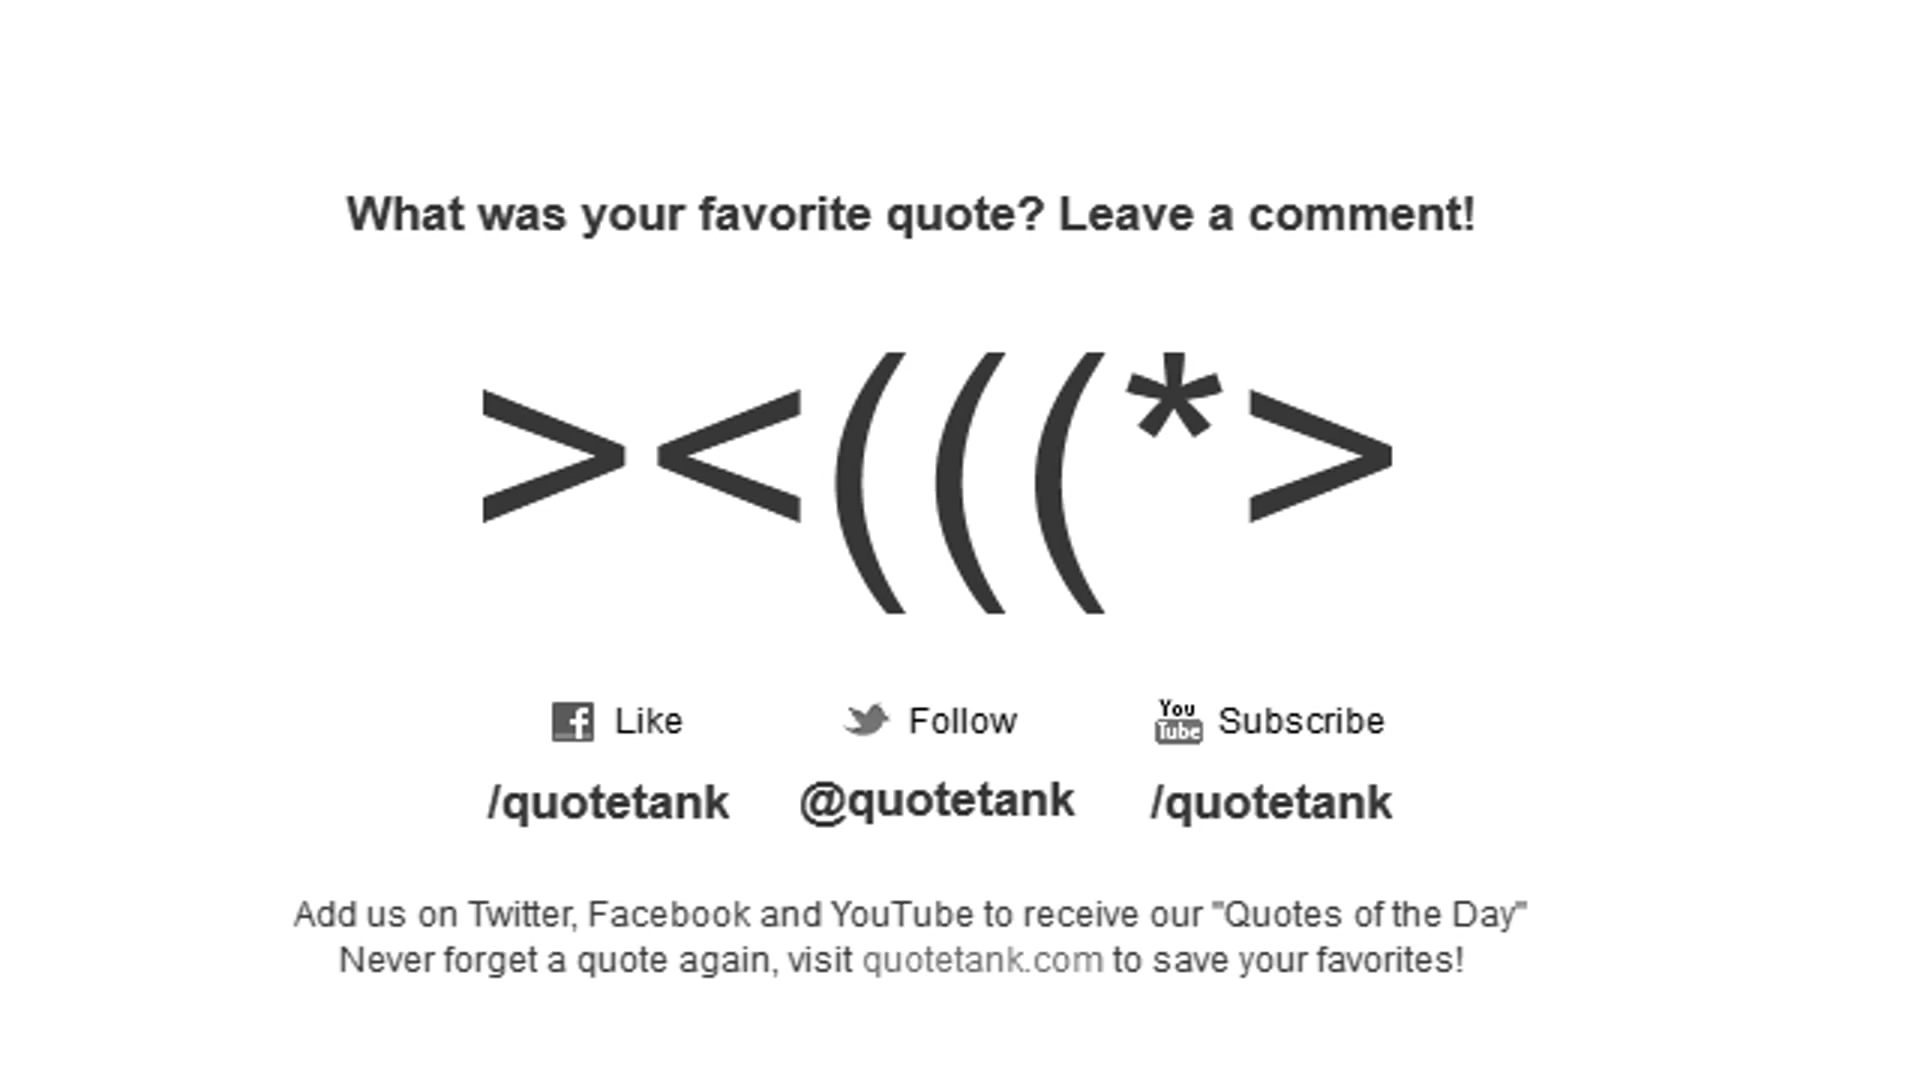 What was your favorite quote? Leave a comment!
><(((*>
f Like
Follow
You Tube Subscribe
/quotetank
@quotetank
/quotetank
Add us on Twitter, Facebook and YouTube to receive our "Quotes of the Day"
Never forget a quote again, visit quotetank.com to save your favorites!